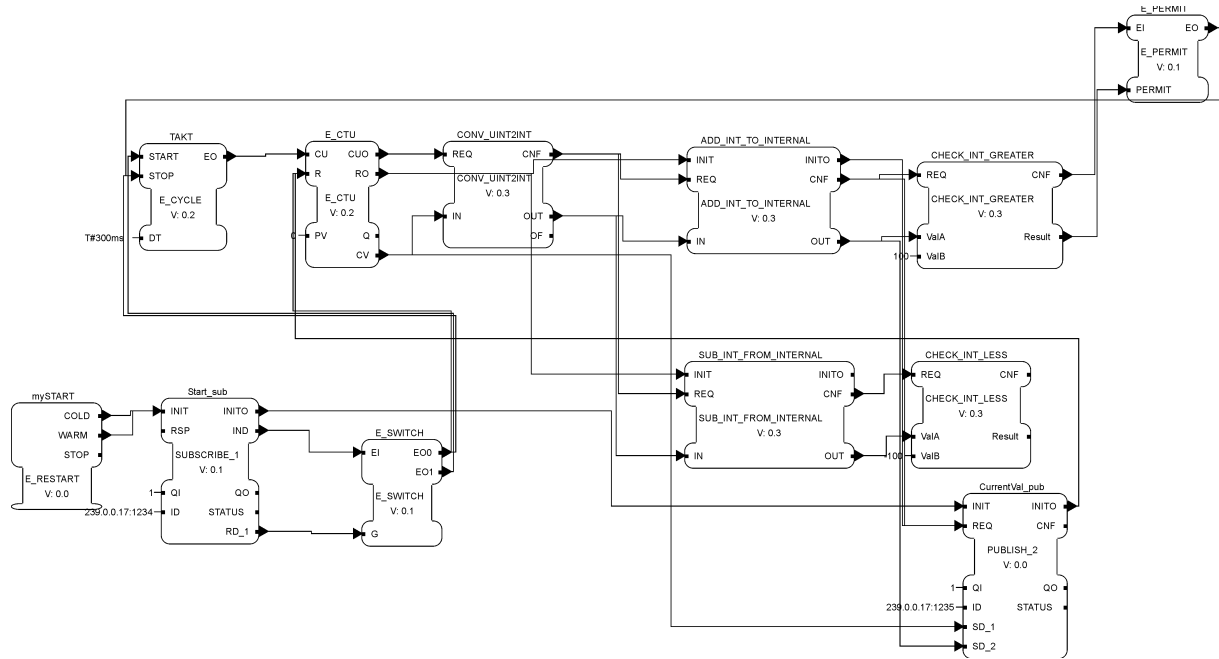 E_PERMIT
EI EO
E_PERMIT
V: 0.1
PERMIT
TAKT
START EO
STOP
E_CYCLE
V: 0.2
T#300ms DT
E_CTU
CU CUO
R RO
E_CTU
V: 0.2
0 PV Q
CV
CONV_UINT2INT
REQ CNF
CONV_UINT2INT
V: 0.3
IN OUT
OF
ADD_INT_TO_INTERNAL
INIT INITO
REQ CNF
ADD_INT_TO_INTERNAL
V: 0.3
IN OUT
CHECK_INT_GREATER
REQ CNF
CHECK_INT_GREATER
V: 0.3
ValA Result
100 ValB
SUB_INT_FROM_INTERNAL
INIT INITO
REQ CNF
SUB_INT_FROM_INTERNAL
V: 0.3
IN OUT
CHECK_INT_LESS
REQ CNF
CHECK_INT_LESS
V: 0.3
ValA Result
-100 ValB
mySTART
COLD
WARM
STOP
E_RESTART
V: 0.0
Start_sub
INIT INITO
RSP IND
SUBSCRIBE_1
V: 0.1
1 QI QO
239.0.0.17:1234 ID STATUS
RD_1
E_SWITCH
EI EO0
EO1
E_SWITCH
V: 0.1
G
CurrentVal_pub
INIT INITO
REQ CNF
PUBLISH_2
V: 0.0
1 QI QO
239.0.0.17:1235 ID STATUS
SD_1
SD_2